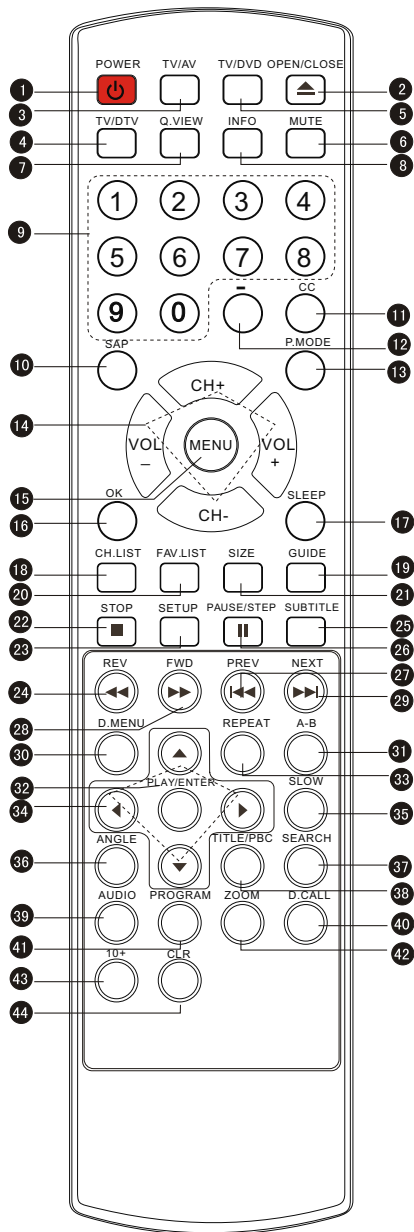 POWER TV/AV TV/DVD OPEN/CLOSE
1 2
3 5
TV/DTV Q.VIEW INFO MUTE
4 6
7 8
1 2 3 4
9
5 6 7 8
- CC
9 0 11
12
SAP P.MODE
10 13
CH+
14
VOL – MENU VOL +
15
OK CH- SLEEP
16 17
CH.LIST FAV.LIST SIZE GUIDE
18 19
20 21
STOP SETUP PAUSE/STEP SUBTITLE
22 25
23 26
REV FWD PREV NEXT
27
24 29
28
D.MENU REPEAT A-B
30 31
33
32 PLAY/ENTER SLOW
34 35
ANGLE TITLE/PBC SEARCH
36 37
38
AUDIO PROGRAM ZOOM D.CALL
39 40
41 42
10+ CLR
43
44